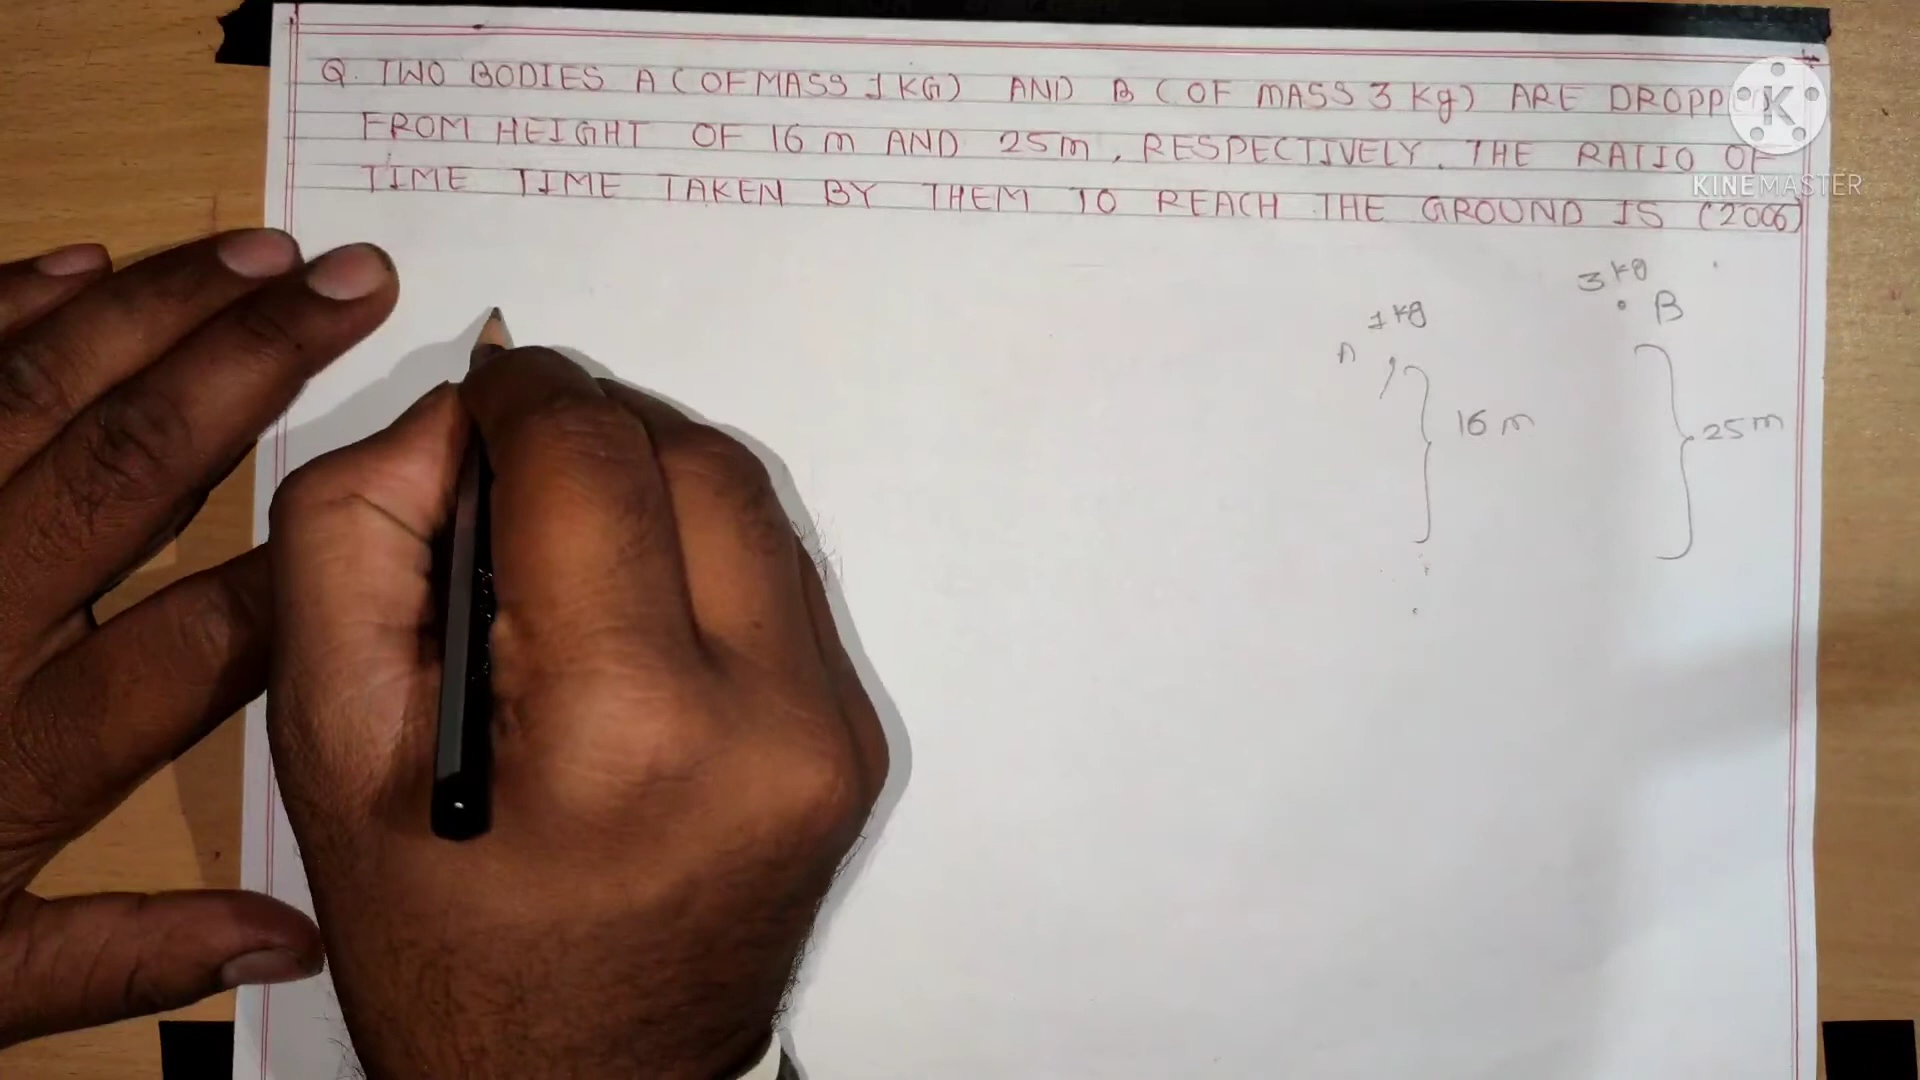 Q. TWO BODIES A (OF MASS 1 KG) AND B (OF MASS 3 Kg) ARE DROPP
FROM HEIGHT OF 16 m AND 25m, RESPECTIVELY. THE RATIO OF
TIME TIME TAKEN BY THEM TO REACH THE GROUND IS (2006)
K
KINEMASTER
3 kg
B
1 kg
A
16 m
25 m